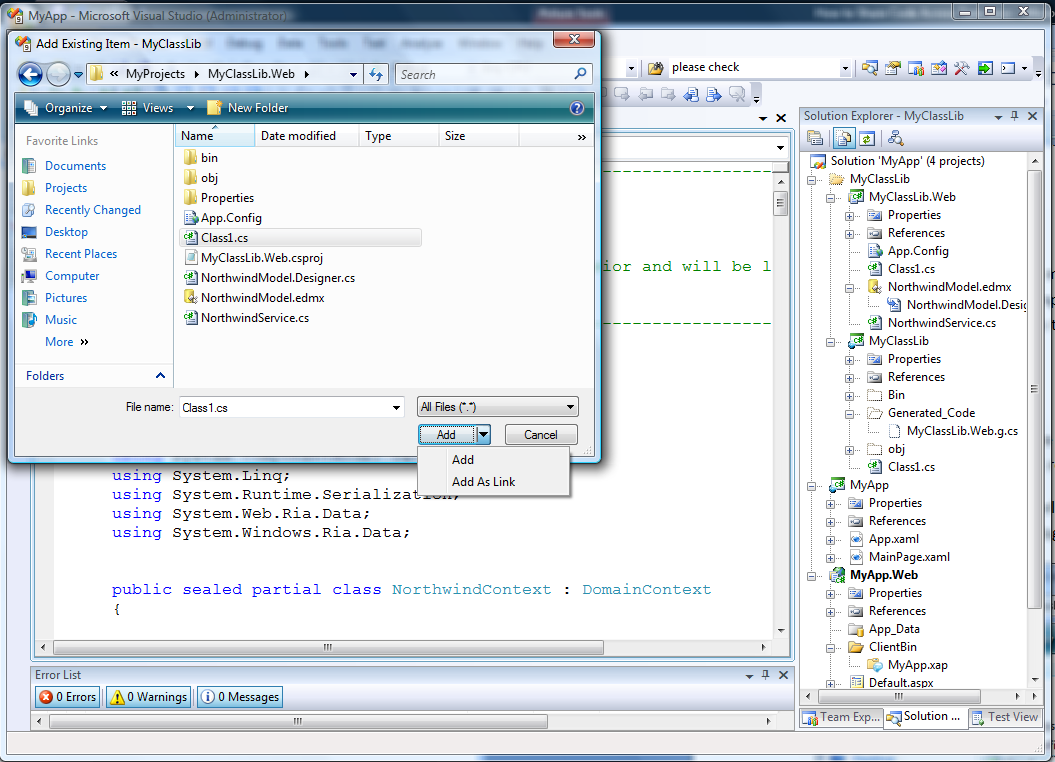 MyApp - Microsoft Visual Studio (Administrator)
Add Existing Item - MyClassLib
« MyProjects MyClassLib.Web
Search
please check
Organize Views New Folder
Favorite Links
Documents
Projects
Recently Changed
Desktop
Recent Places
Computer
Pictures
Music
More »
Folders
Name Date modified Type Size »
bin
obj
Properties
App.Config
Class1.cs
MyClassLib.Web.csproj
NorthwindModel.Designer.cs
NorthwindModel.edmx
NorthwindService.cs
File name: Class1.cs
All Files (*.*)
Add Cancel
Add
Add As Link
ior and will be l
using System.Linq;
using System.Runtime.Serialization;
using System.Web.Ria.Data;
using System.Windows.Ria.Data;
public sealed partial class NorthwindContext : DomainContext
{
Error List
0 Errors 0 Warnings 0 Messages
Solution Explorer - MyClassLib
Solution 'MyApp' (4 projects)
MyClassLib
MyClassLib.Web
Properties
References
App.Config
Class1.cs
NorthwindModel.edmx
NorthwindModel.Desig
NorthwindService.cs
MyClassLib
Properties
References
Bin
Generated_Code
MyClassLib.Web.g.cs
obj
Class1.cs
MyApp
Properties
References
App.xaml
MainPage.xaml
MyApp.Web
Properties
References
App_Data
ClientBin
MyApp.xap
Default.aspx
Team Exp... Solution ... Test View